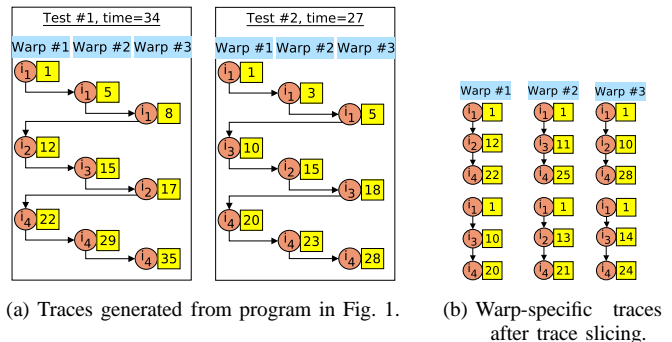 Test #1, time=34
Warp #1 Warp #2 Warp #3
i1 1
i1 5
i1 8
i2 12
i3 15
i2 17
i4 22
i4 29
i4 35
Test #2, time=27
Warp #1 Warp #2 Warp #3
i1 1
i1 3
i1 5
i3 10
i2 15
i3 18
i4 20
i4 23
i4 28
(a) Traces generated from program in Fig. 1.
Warp #1 Warp #2 Warp #3
i1 1 i1 1 i1 1
i2 12 i3 11 i2 10
i4 22 i4 25 i4 28
i1 1 i1 1 i1 1
i3 10 i2 13 i3 14
i4 20 i4 21 i4 24
(b) Warp-specific traces
after trace slicing.